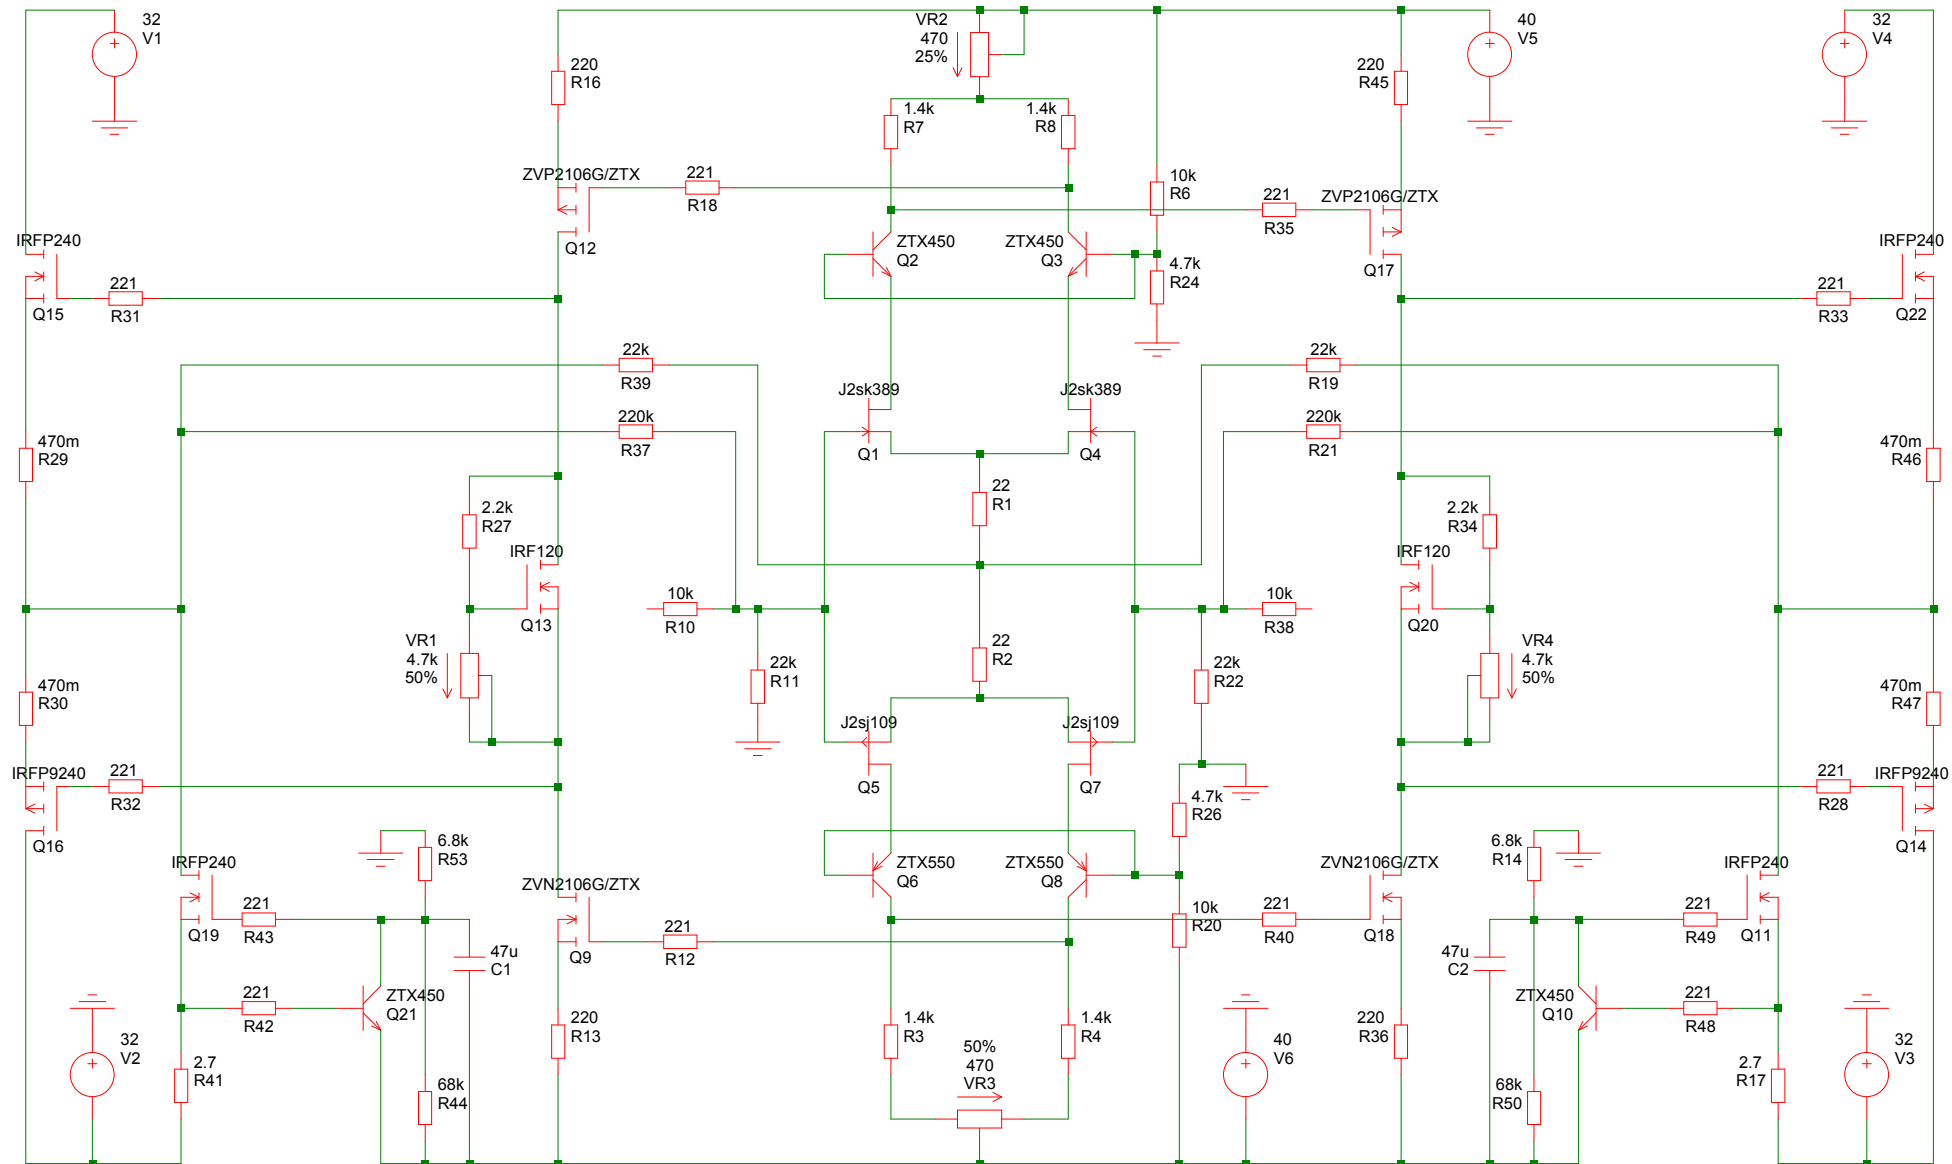 32
V1
220
R16
VR2
470
25%
40
V5
220
R45
32
V4
1.4k
R7
1.4k
R8
ZVP2106G/ZTX
221
R18
10k
R6
ZVP2106G/ZTX
221
R35
IRFP240
Q15
221
R31
Q12
ZTX450
Q2
ZTX450
Q3
4.7k
R24
Q17
IRFP240
221
R33
Q22
22k
R39
22k
R19
J2sk389
Q1
J2sk389
Q4
220k
R37
220k
R21
470m
R29
470m
R46
2.2k
R27
22
R1
2.2k
R34
IRF120
Q13
IRF120
Q20
10k
R10
10k
R38
VR1
4.7k
50%
22k
R11
22
R2
22k
R22
VR4
4.7k
50%
470m
R30
470m
R47
J2sj109
Q5
J2sj109
Q7
IRFP9240
Q16
221
R32
4.7k
R26
221
R28
IRFP9240
Q14
6.8k
R53
6.8k
R14
IRFP240
Q19
221
R43
ZVN2106G/ZTX
Q9
221
R12
ZTX550
Q6
ZTX550
Q8
10k
R20
221
R40
ZVN2106G/ZTX
Q18
IRFP240
Q11
221
R49
47u
C1
47u
C2
221
R42
ZTX450
Q21
ZTX450
Q10
221
R48
32
V2
2.7
R41
220
R13
1.4k
R3
1.4k
R4
50%
470
VR3
40
V6
220
R36
32
V3
2.7
R17
68k
R44
68k
R50